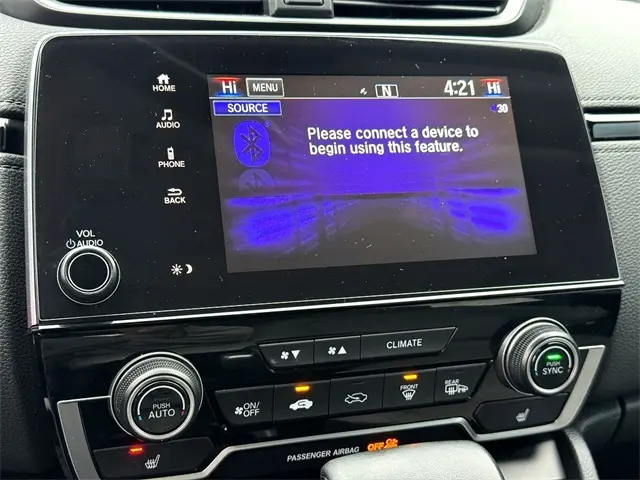 Hi MENU N 4:21 Hi
SOURCE
30
Please connect a device to
begin using this feature.
HOME
AUDIO
PHONE
BACK
VOL
AUDIO
CLIMATE
PUSH
AUTO
ON/
OFF
FRONT
REAR
PUSH
SYNC
PASSENGER AIRBAG OFF